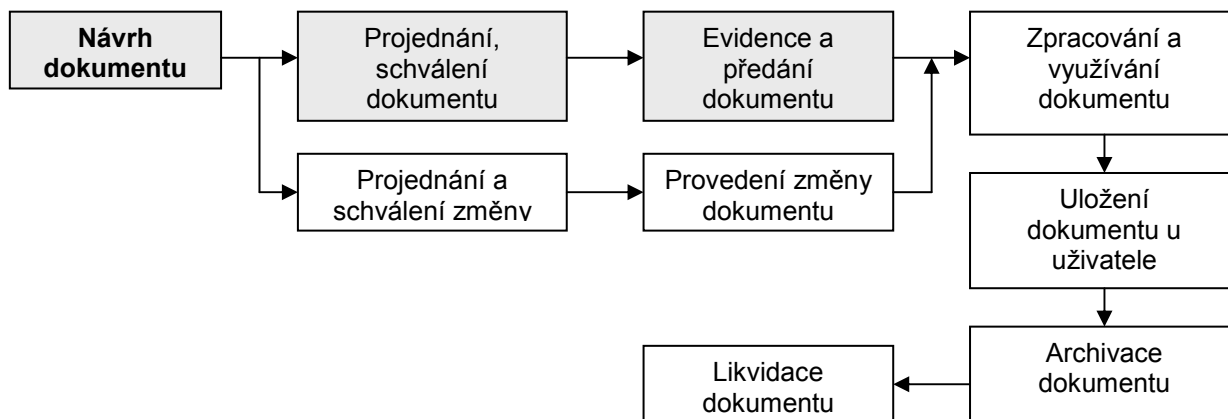 Návrh
dokumentu
Projednání,
schválení
dokumentu
Evidence a
předání
dokumentu
Zpracování a
využívání
dokumentu
Projednání a
schválení změny
Provedení změny
dokumentu
Uložení
dokumentu u
uživatele
Archivace
dokumentu
Likvidace
dokumentu